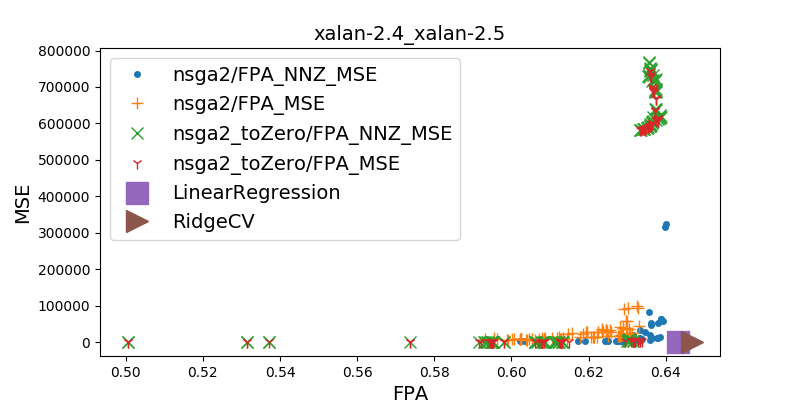 xalan-2.4_xalan-2.5
800000
700000
600000
500000
400000
300000
200000
100000
0
MSE
nsga2/FPA_NNZ_MSE
nsga2/FPA_MSE
nsga2_toZero/FPA_NNZ_MSE
nsga2_toZero/FPA_MSE
LinearRegression
RidgeCV
0.50 0.52 0.54 0.56 0.58 0.60 0.62 0.64
FPA